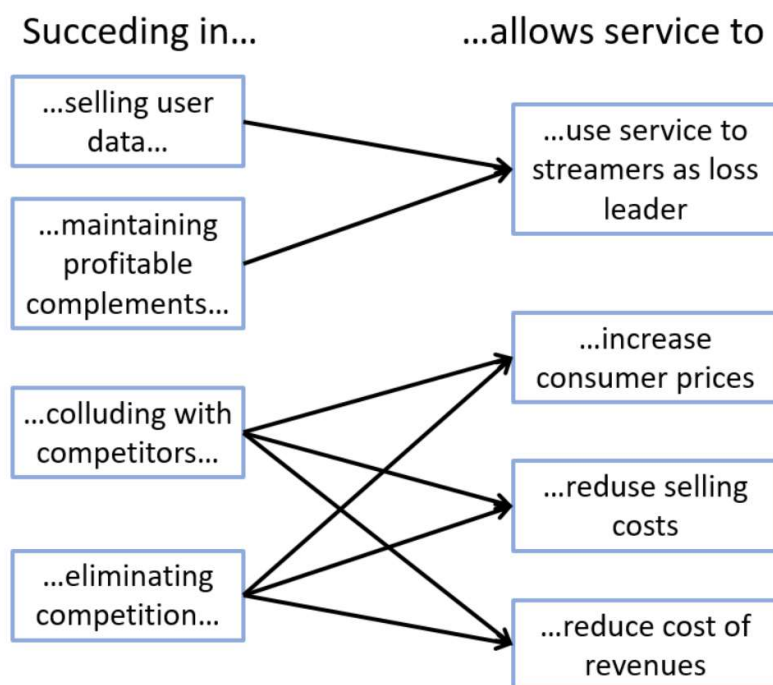 Succeding in...
...allows service to
...selling user
data...
...maintaining
profitable
complements...
...colluding with
competitors...
...eliminating
competition...
...use service to
streamers as loss
leader
...increase
consumer prices
...reduse selling
costs
...reduce cost of
revenues